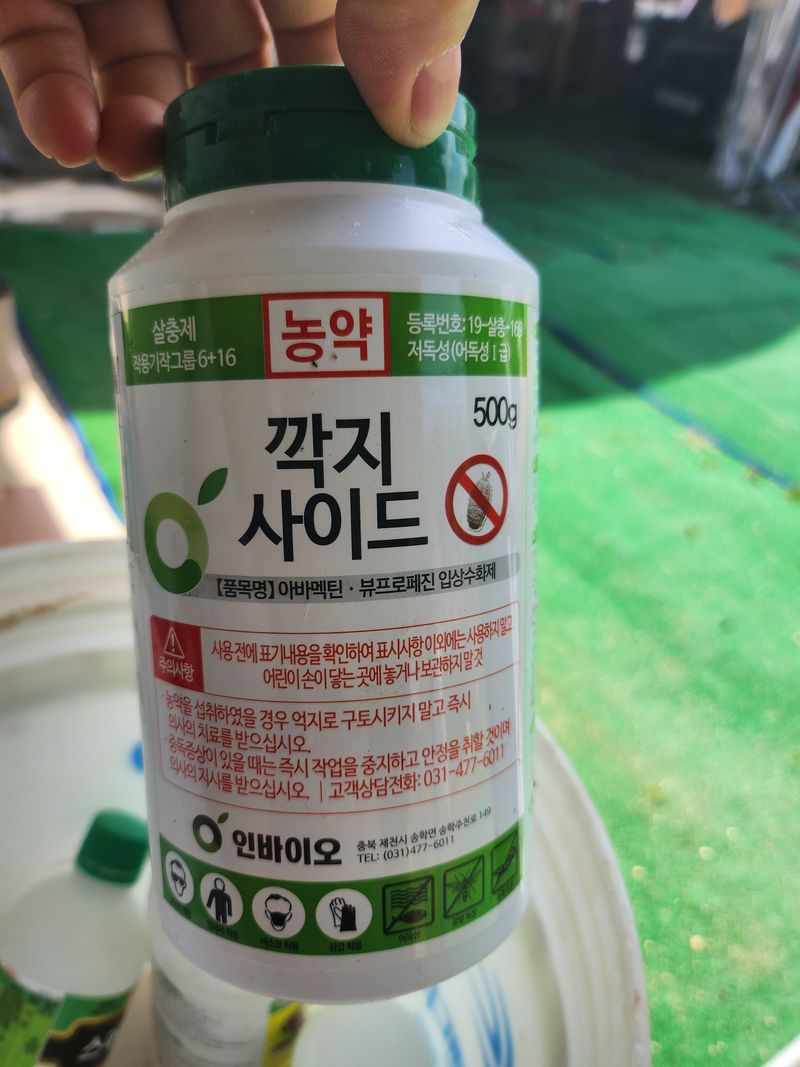 살충제
작용기작그룹 6+16
농약
등록번호: 19-살충-169
저독성(어독성Ⅰ급)
500g
깍지
사이드
【품목명】 아바멕틴 · 뷰프로페진 입상수화제
주의사항
사용 전에 표기내용을 확인하여 표시사항 이외에는 사용하지 말고
어린이 손이 닿는 곳에 놓거나 보관하지 말 것
· 농약을 섭취하였을 경우 억지로 구토시키지 말고 즉시
의사의 치료를 받으십시오.
· 중독증상이 있을 때는 즉시 작업을 중지하고 안정을 취할 것이며
의사의 지시를 받으십시오. | 고객상담전화: 031-477-6011
인바이오
충북 제천시 송학면 송학주천로 149
TEL: (031)477-6011
마스크 착용
장갑 착용